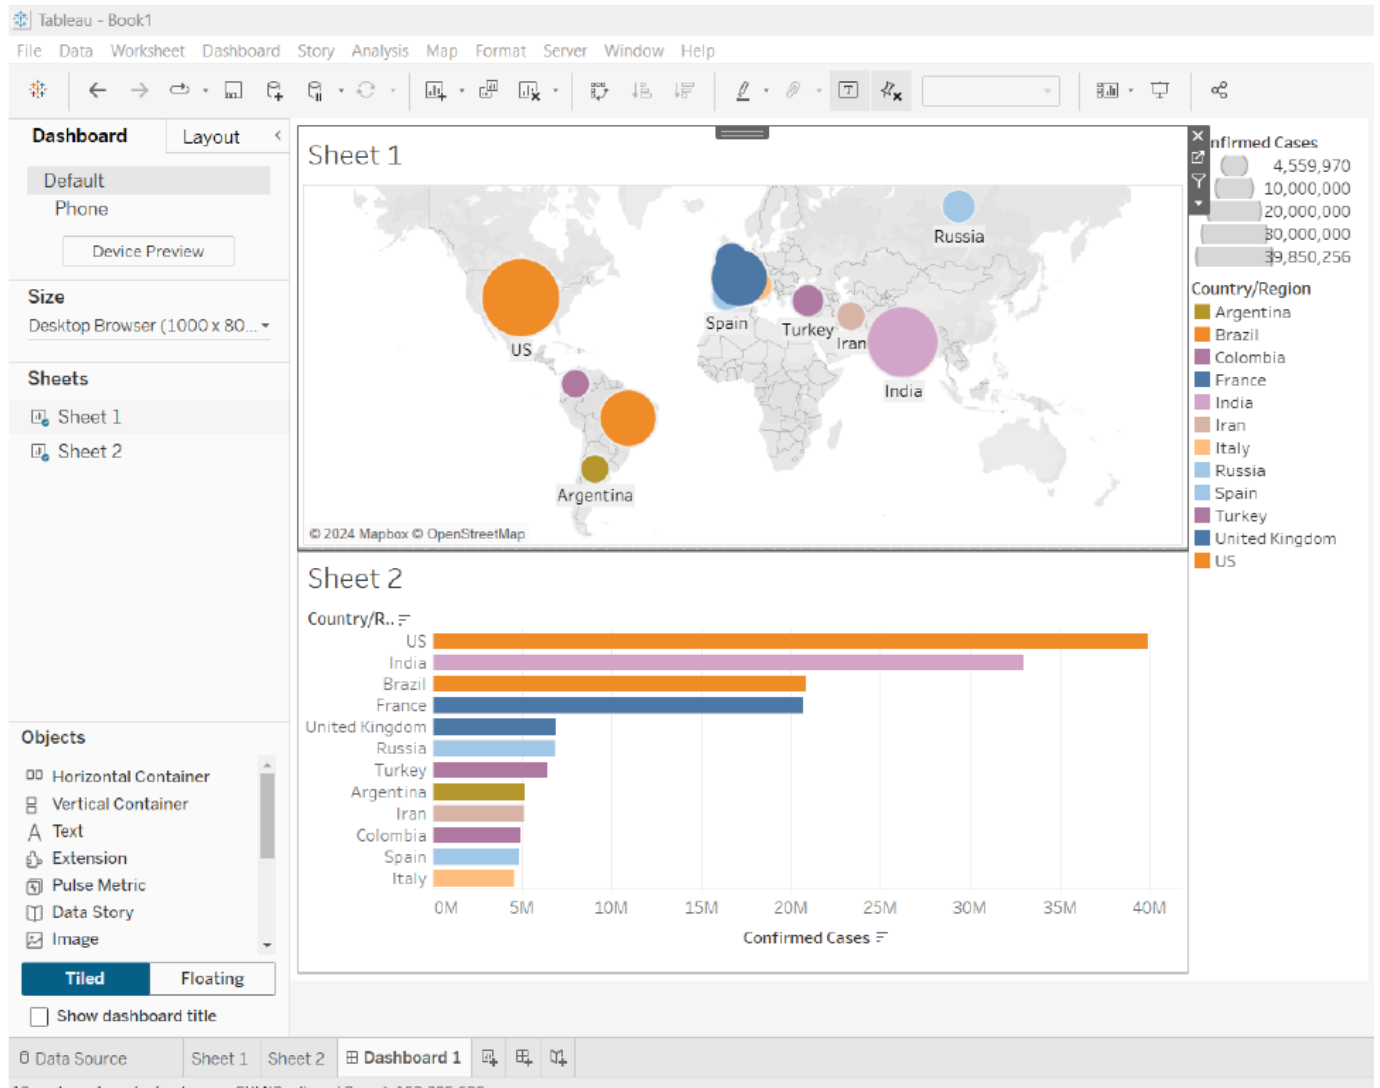 Tableau - Book1
File Data Worksheet Dashboard Story Analysis Map Format Server Window Help
Dashboard Layout
Default
Phone
Device Preview
Size
Desktop Browser (1000 x 80...
Sheets
Sheet 1
Sheet 2
Objects
Horizontal Container
Vertical Container
Text
Extension
Pulse Metric
Data Story
Image
Tiled Floating
Show dashboard title
Sheet 1
Russia
Spain
Turkey
Iran
US
India
Argentina
© 2024 Mapbox © OpenStreetMap
Sheet 2
Country/R..
US
India
Brazil
France
United Kingdom
Russia
Turkey
Argentina
Iran
Colombia
Spain
Italy
0M 5M 10M 15M 20M 25M 30M 35M 40M
Confirmed Cases
nfirmed Cases
4,559,970
10,000,000
20,000,000
30,000,000
39,850,256
Country/Region
Argentina
Brazil
Colombia
France
India
Iran
Italy
Russia
Spain
Turkey
United Kingdom
US
Data Source Sheet 1 Sheet 2 Dashboard 1